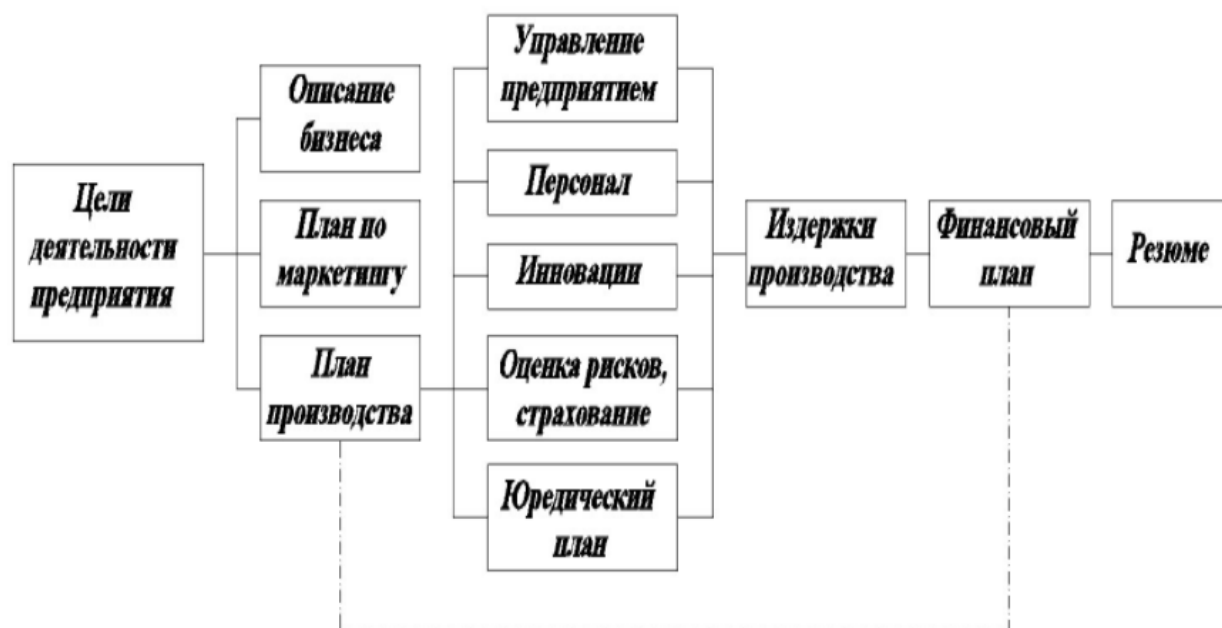 Цели
деятельности
предприятия
Описание
бизнеса
План по
маркетингу
План
производства
Управление
предприятием
Персонал
Инновации
Оценка рисков,
страхование
Юредический
план
Издержки
производства
Финансовый
план
Резюме